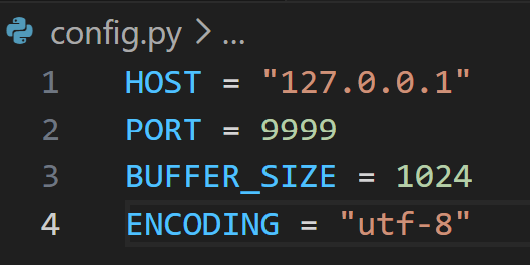 config.py > ...
1 HOST = "127.0.0.1"
2 PORT = 9999
3 BUFFER_SIZE = 1024
4 ENCODING = "utf-8"